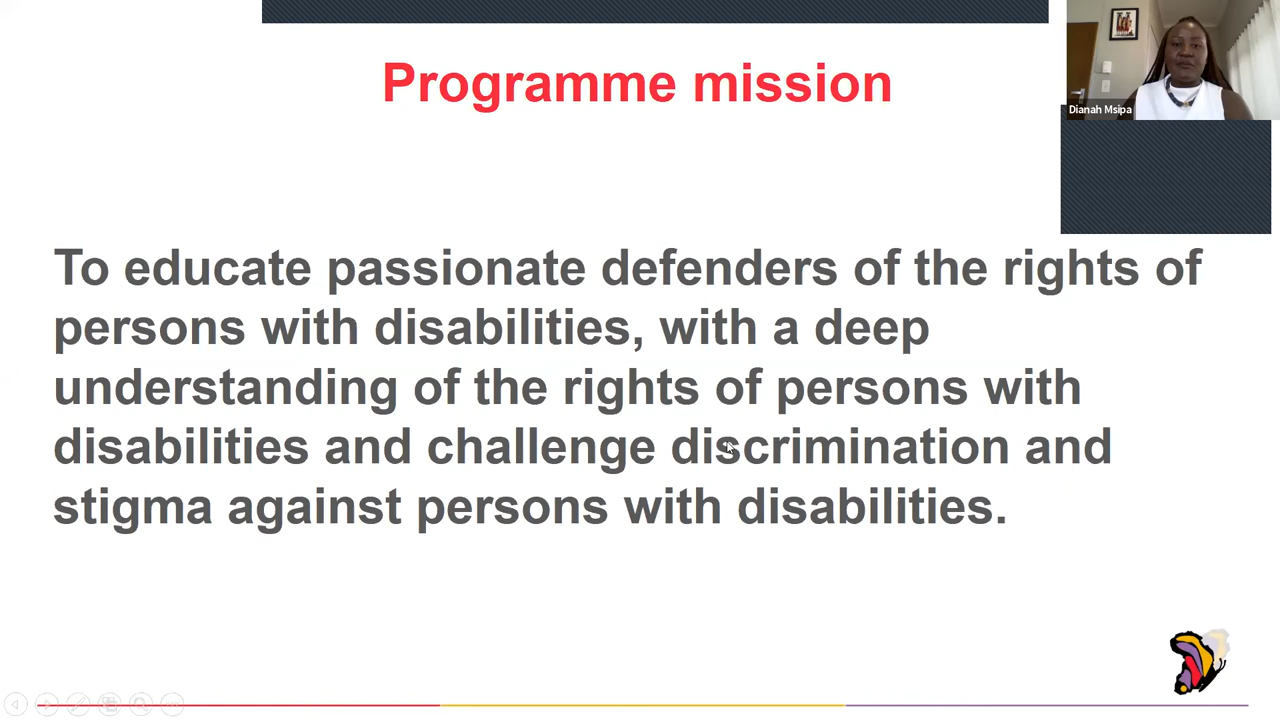 Programme mission
Dianah Msipa
To educate passionate defenders of the rights of
persons with disabilities, with a deep
understanding of the rights of persons with
disabilities and challenge discrimination and
stigma against persons with disabilities.